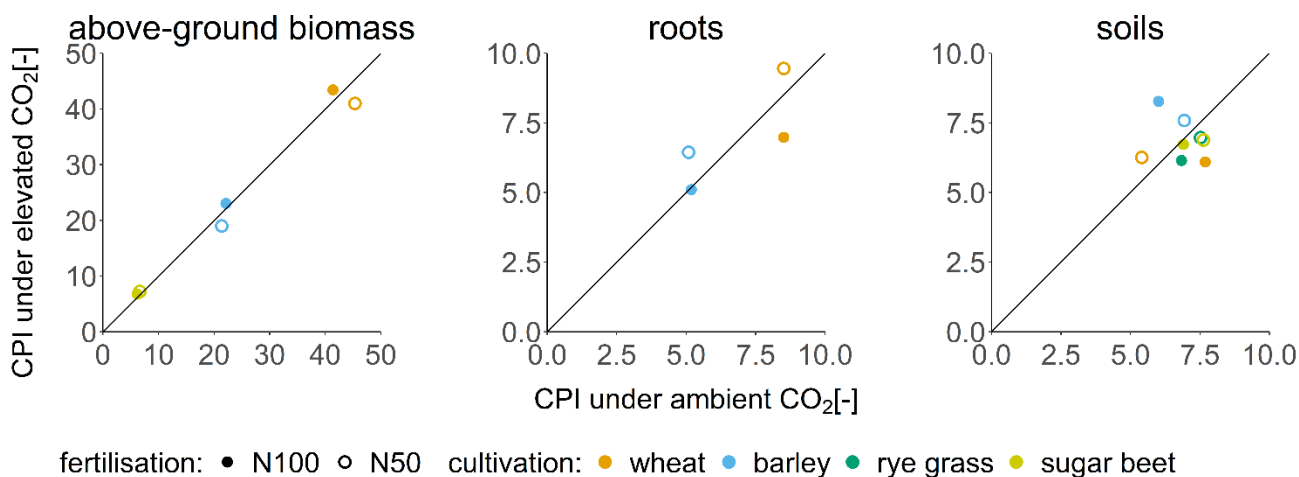 above-ground biomass
roots
soils
CPI under elevated CO₂[-]
50
40
30
20
10
0
0 10 20 30 40 50
10.0
7.5
5.0
2.5
0.0
0.0 2.5 5.0 7.5 10.0
10.0
7.5
5.0
2.5
0.0
0.0 2.5 5.0 7.5 10.0
CPI under ambient CO₂[-]
fertilisation: N100 N50 cultivation: wheat barley rye grass sugar beet